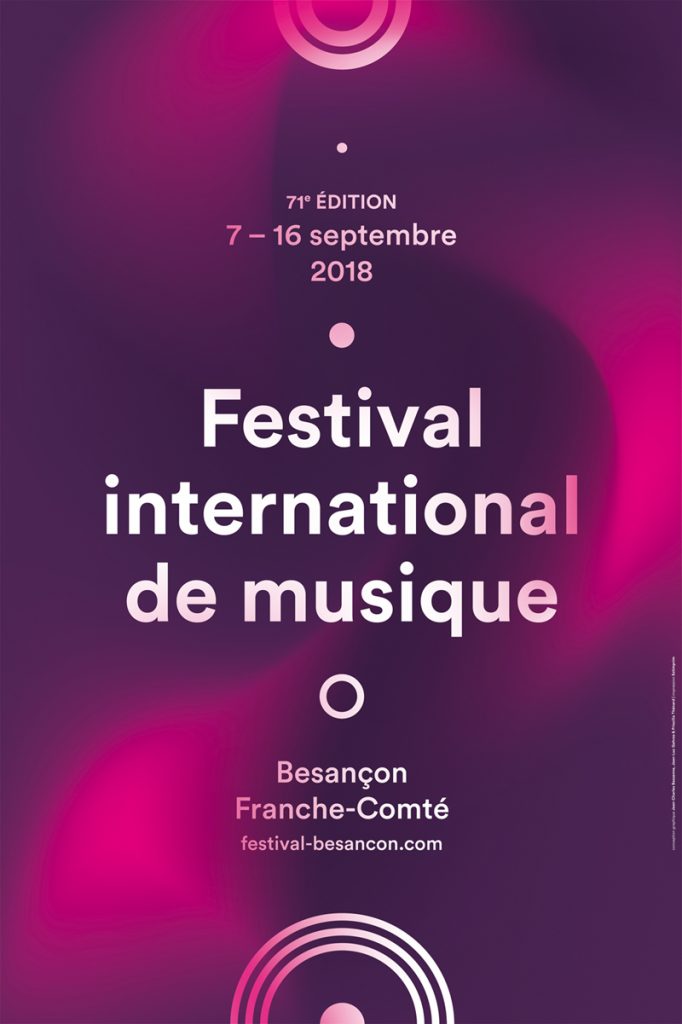 71e ÉDITION
7 – 16 septembre
2018
Festival
international
de musique
Besançon
Franche-Comté
festival-besancon.com